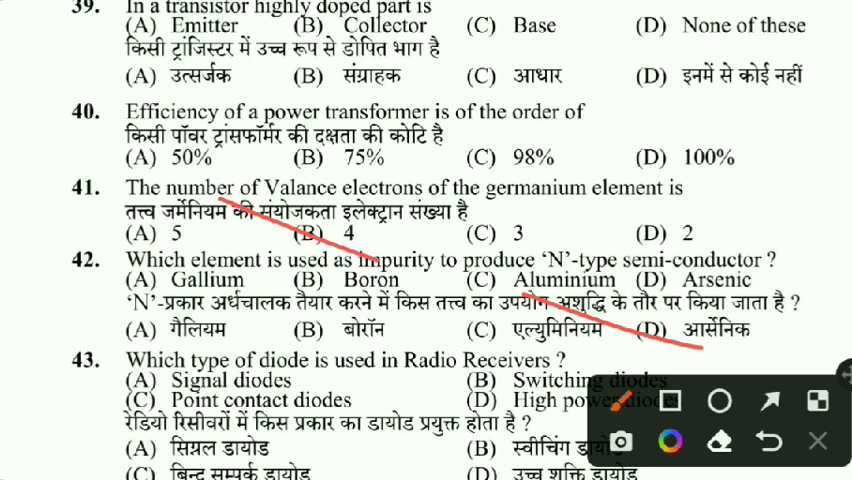 39. In a transistor highly doped part is
(A) Emitter (B) Collector (C) Base (D) None of these
किसी ट्रांजिस्टर में उच्च रूप से डोपित भाग है
(A) उत्सर्जक (B) संग्राहक (C) आधार (D) इनमें से कोई नहीं
40. Efficiency of a power transformer is of the order of
किसी पॉवर ट्रांसफॉर्मर की दक्षता की कोटि है
(A) 50% (B) 75% (C) 98% (D) 100%
41. The number of Valance electrons of the germanium element is
तत्त्व जर्मेनियम की संयोजकता इलेक्ट्रान संख्या है
(A) 5 (B) 4 (C) 3 (D) 2
42. Which element is used as impurity to produce ‘N’-type semi-conductor ?
(A) Gallium (B) Boron (C) Aluminium (D) Arsenic
‘N’-प्रकार अर्धचालक तैयार करने में किस तत्त्व का उपयोग अशुद्धि के तौर पर किया जाता है ?
(A) गैलियम (B) बोरॉन (C) एल्युमिनियम (D) आर्सेनिक
43. Which type of diode is used in Radio Receivers ?
(A) Signal diodes (B) Switching diodes
(C) Point contact diodes (D) High power diodes
रेडियो रिसीवरों में किस प्रकार का डायोड प्रयुक्त होता है ?
(A) सिग्नल डायोड (B) स्वीचिंग
(C) बिन्दु सम्पर्क डायोड (D) उच्च शक्ति डायोड